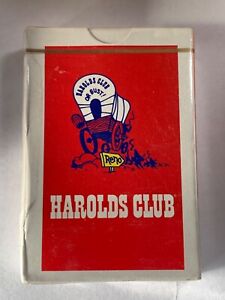 HAROLDS CLUB
OR BUST!
Reno
HAROLDS CLUB